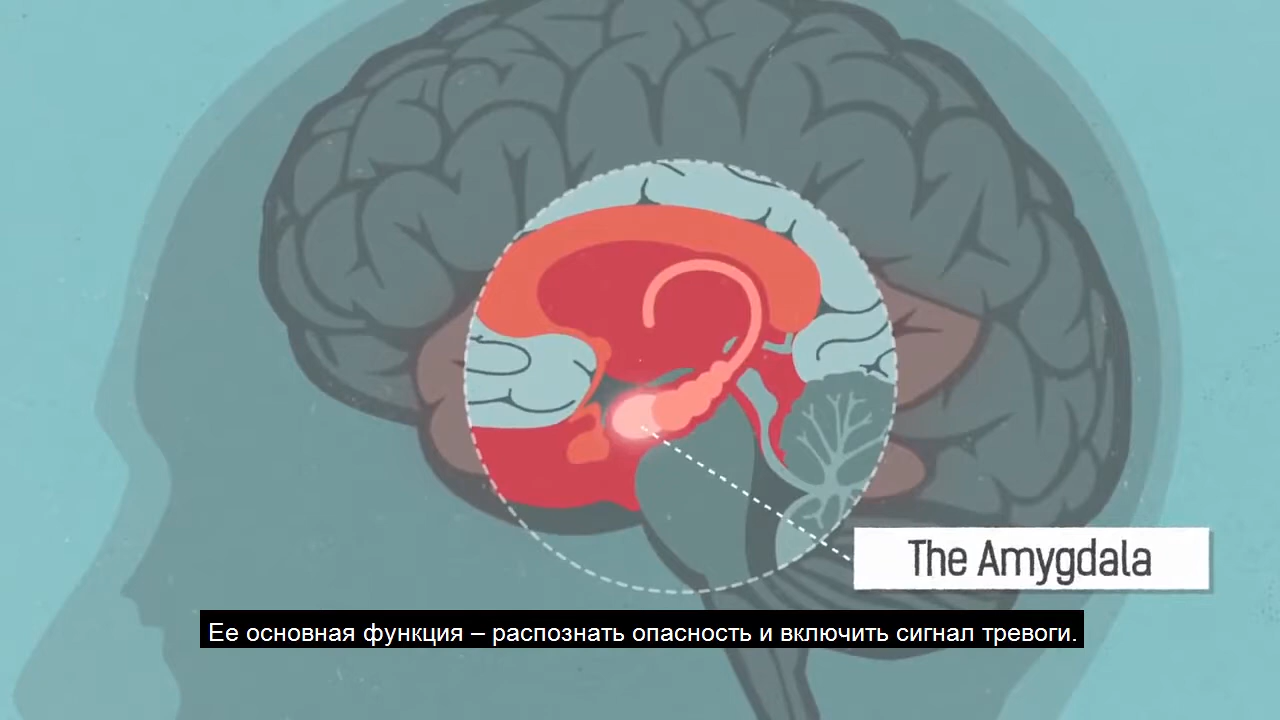 The Amygdala
Ее основная функция – распознать опасность и включить сигнал тревоги.